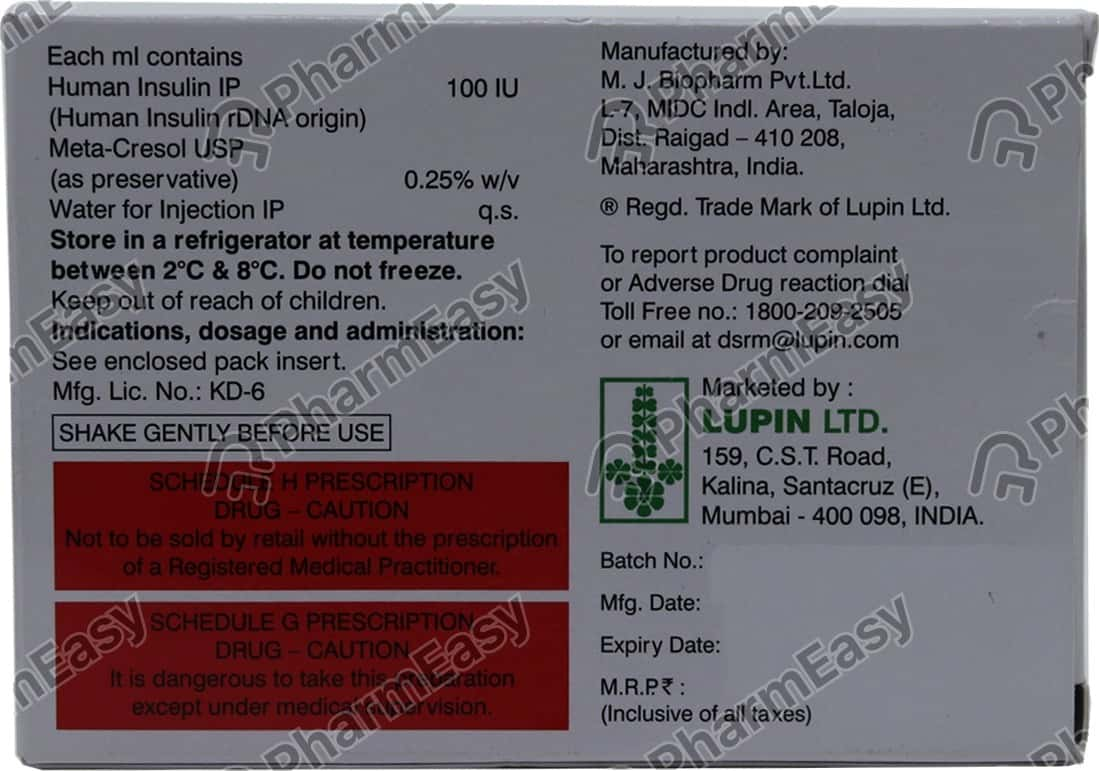 Each ml contains
Human Insulin IP 100 IU
(Human Insulin rDNA origin)
Meta-Cresol USP
(as preservative) 0.25% w/v
Water for Injection IP q.s.
Store in a refrigerator at temperature
between 2°C & 8°C. Do not freeze.
Keep out of reach of children.
Indications, dosage and administration:
See enclosed pack insert.
Mfg. Lic. No.: KD-6
SHAKE GENTLY BEFORE USE
SCHEDULE H PRESCRIPTION
DRUG – CAUTION
Not to be sold by retail without the prescription
of a Registered Medical Practitioner.
SCHEDULE G PRESCRIPTION
DRUG – CAUTION
It is dangerous to take this preparation
except under medical supervision.
Manufactured by:
M. J. Biopharm Pvt.Ltd.
L-7, MIDC Indl. Area, Taloja,
Dist. Raigad – 410 208,
Maharashtra, India.
® Regd. Trade Mark of Lupin Ltd.
To report product complaint
or Adverse Drug reaction dial
Toll Free no.: 1800-209-2505
or email at dsrm@lupin.com
Marketed by :
LUPIN LTD.
159, C.S.T. Road,
Kalina, Santacruz (E),
Mumbai - 400 098, INDIA.
Batch No.:
Mfg. Date:
Expiry Date:
M.R.P.₹ :
(Inclusive of all taxes)
PharmEasy
PharmEasy
PharmEasy
PharmEasy
PharmEasy
PharmEasy